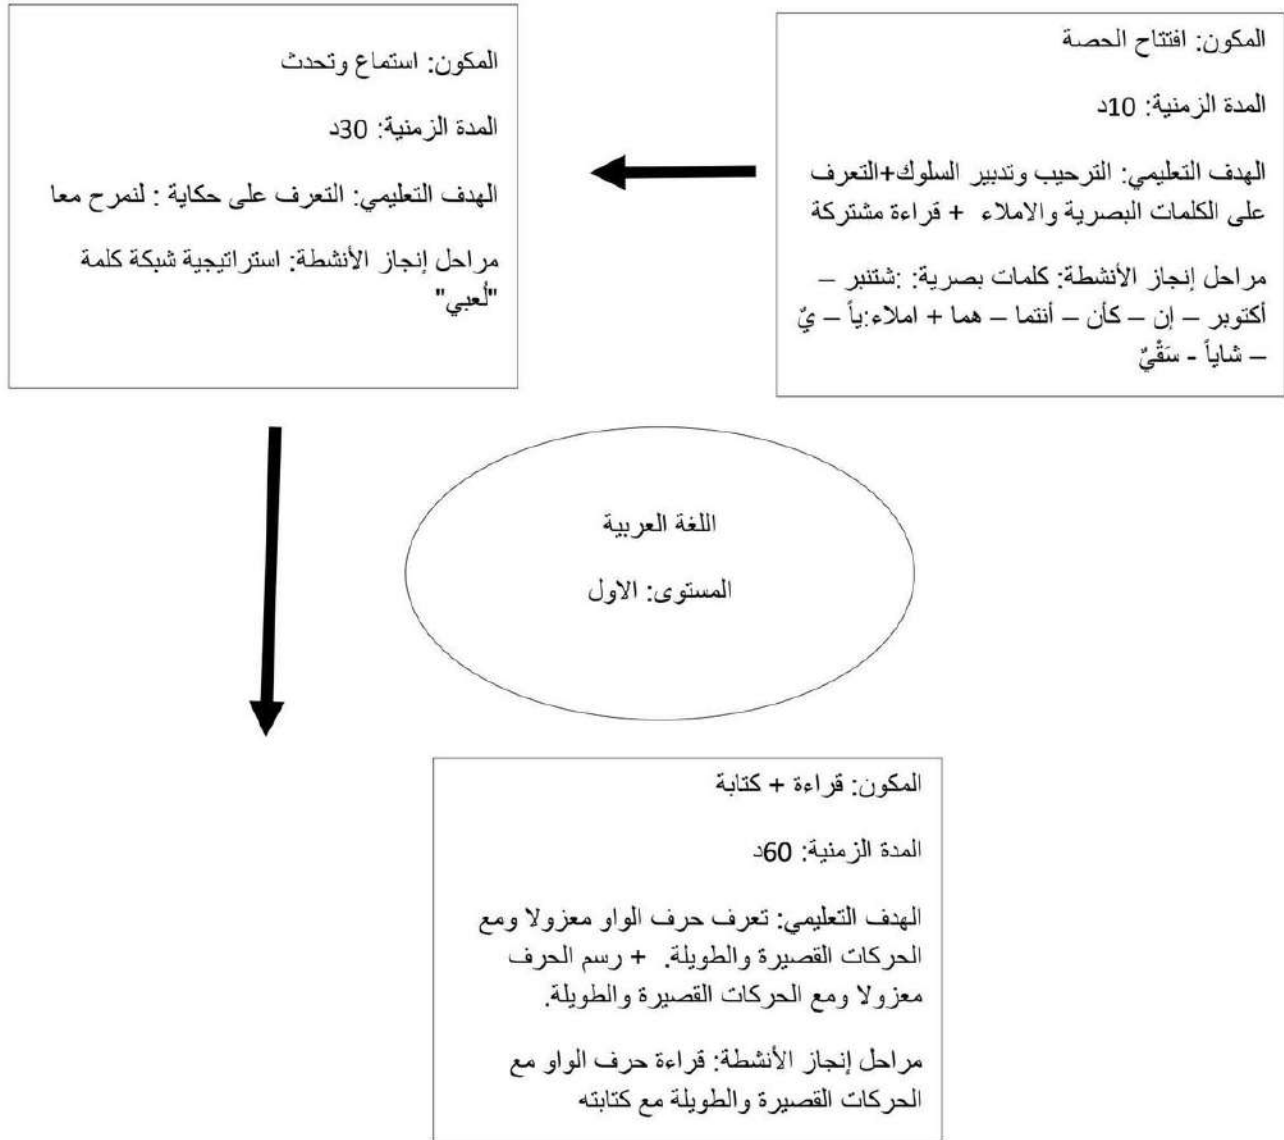 المكون: افتتاح الحصة
المدة الزمنية: 10د
الهدف التعليمي: الترحيب وتدبير السلوك+التعرف
على الكلمات البصرية والاملاء + قراءة مشتركة
مراحل إنجاز الأنشطة: كلمات بصرية: :شتنبر –
أكتوبر – إن – كأن – أنتما – هما + املاء:ياً – يٌ
– شاياً - سَقْيٌ
المكون: استماع وتحدث
المدة الزمنية: 30د
الهدف التعليمي: التعرف على حكاية : لنمرح معا
مراحل إنجاز الأنشطة: استراتيجية شبكة كلمة
"لُعبي"
اللغة العربية
المستوى: الاول
المكون: قراءة + كتابة
المدة الزمنية: 60د
الهدف التعليمي: تعرف حرف الواو معزولا ومع
الحركات القصيرة والطويلة. + رسم الحرف
معزولا ومع الحركات القصيرة والطويلة.
مراحل إنجاز الأنشطة: قراءة حرف الواو مع
الحركات القصيرة والطويلة مع كتابته